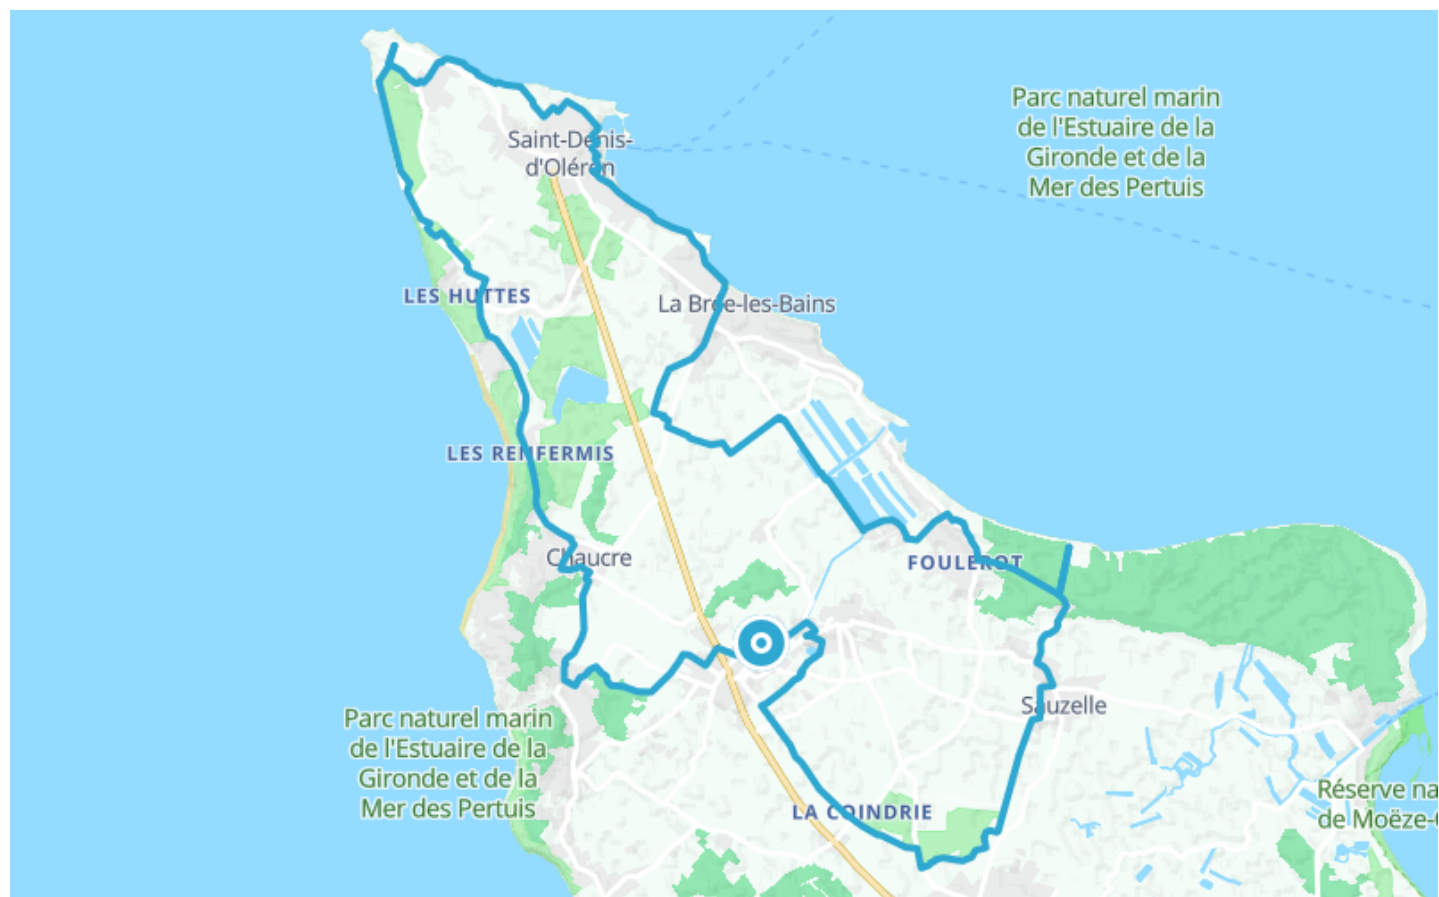 Parc naturel marin
de l'Estuaire de la
Gironde et de la
Mer des Pertuis
Saint-Denis-
d'Oléron
LES HUTTES
La Brée-les-Bains
LES RENFERMIS
Chaucre
FOULEROT
Sauzelle
Parc naturel marin
de l'Estuaire de la
Gironde et de la
Mer des Pertuis
LA COINDRIE
Réserve na
de Moëze-